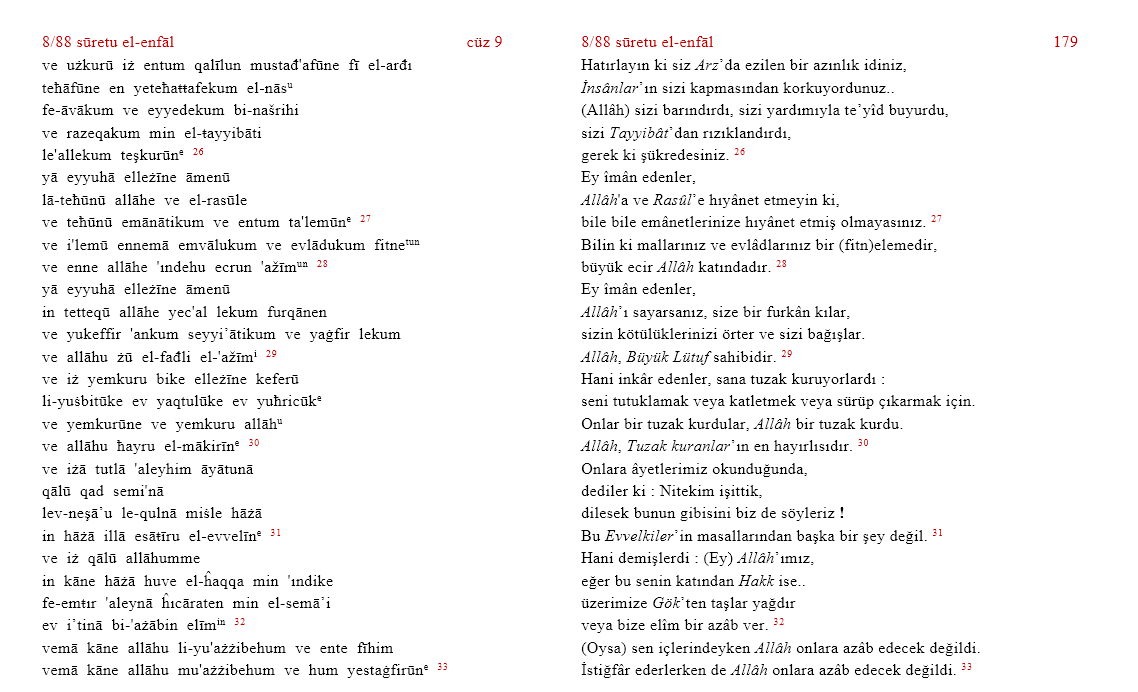 8/88 sūretu el-enfāl
cüz 9
ve użkurū iż entum qalīlun mustađ'afūne fī el-arđı
teħāfūne en yeteħaŧŧafekum el-nāsᵘ
fe-āvākum ve eyyedekum bi-našrihi
ve razeqakum min el-ŧayyibāti
le'allekum teşkurūnᵉ 26
yā eyyuhā elleżīne āmenū
lā-teħūnū allāhe ve el-rasūle
ve teħūnū emānātikum ve entum ta'lemūnᵉ 27
ve i'lemū ennemā emvālukum ve evlādukum fitneᵗᵘⁿ
ve enne allāhe 'ındehu ecrun 'ažīmᵘⁿ 28
yā eyyuhā elleżīne āmenū
in tetteqū allāhe yec'al lekum furqānen
ve yukeffir 'ankum seyyi’ātikum ve yaġfir lekum
ve allāhu żū el-fađli el-'ažīmⁱ 29
ve iż yemkuru bike elleżīne keferū
li-yuṡbitūke ev yaqtulūke ev yuħricūkᵉ
ve yemkurūne ve yemkuru allāhᵘ
ve allāhu ħayru el-mākirīnᵉ 30
ve iżā tutlā 'aleyhim āyātunā
qālū qad semi'nā
lev-neşā’u le-qulnā miṡle hāżā
in hāżā illā esāŧīru el-evvelīnᵉ 31
ve iż qālū allāhumme
in kāne hāżā huve el-ĥaqqa min 'ındike
fe-emŧır 'aleynā ĥıcāraten min el-semā’i
ev i’tinā bi-'ażābin elīmⁱⁿ 32
vemā kāne allāhu li-yu'ażżibehum ve ente fīhim
vemā kāne allāhu mu'ażżibehum ve hum yestaġfirūnᵉ 33
8/88 sūretu el-enfāl
179
Hatırlayın ki siz Arz’da ezilen bir azınlık idiniz,
İnsânlar’ın sizi kapmasından korkuyordunuz..
(Allâh) sizi barındırdı, sizi yardımıyla te’yîd buyurdu,
sizi Tayyibât’dan rızıklandırdı,
gerek ki şükredesiniz. 26
Ey îmân edenler,
Allâh'a ve Rasûl’e hıyânet etmeyin ki,
bile bile emânetlerinize hıyânet etmiş olmayasınız. 27
Bilin ki mallarınız ve evlâdlarınız bir (fitn)elemedir,
büyük ecir Allâh katındadır. 28
Ey îmân edenler,
Allâh’ı sayarsanız, size bir furkân kılar,
sizin kötülüklerinizi örter ve sizi bağışlar.
Allâh, Büyük Lütuf sahibidir. 29
Hani inkâr edenler, sana tuzak kuruyorlardı :
seni tutuklamak veya katletmek veya sürüp çıkarmak için.
Onlar bir tuzak kurdular, Allâh bir tuzak kurdu.
Allâh, Tuzak kuranlar’ın en hayırlısıdır. 30
Onlara âyetlerimiz okunduğunda,
dediler ki : Nitekim işittik,
dilesek bunun gibisini biz de söyleriz !
Bu Evvelkiler’in masallarından başka bir şey değil. 31
Hani demişlerdi : (Ey) Allâh’ımız,
eğer bu senin katından Hakk ise..
üzerimize Gök’ten taşlar yağdır
veya bize elîm bir azâb ver. 32
(Oysa) sen içlerindeyken Allâh onlara azâb edecek değildi.
İstiğfâr ederlerken de Allâh onlara azâb edecek değildi. 33